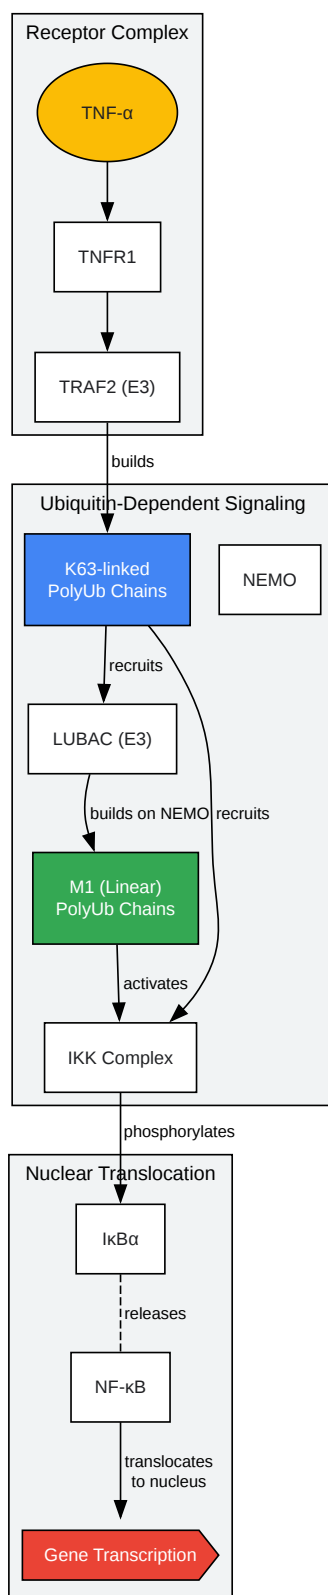 Receptor Complex
TNF-α
TNFR1
TRAF2 (E3)
builds
Ubiquitin-Dependent Signaling
K63-linked
PolyUb Chains
NEMO
recruits
LUBAC (E3)
builds on NEMO
recruits
M1 (Linear)
PolyUb Chains
activates
IKK Complex
phosphorylates
Nuclear Translocation
IκBα
releases
NF-κB
translocates
to nucleus
Gene Transcription